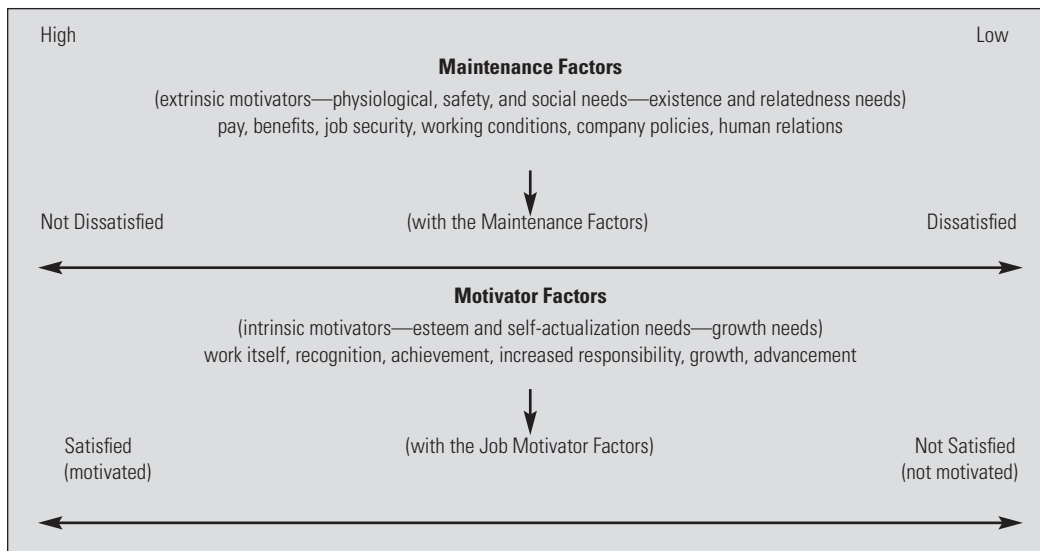 High Low
Maintenance Factors
(extrinsic motivators—physiological, safety, and social needs—existence and relatedness needs)
pay, benefits, job security, working conditions, company policies, human relations
Not Dissatisfied (with the Maintenance Factors) Dissatisfied
Motivator Factors
(intrinsic motivators—esteem and self-actualization needs—growth needs)
work itself, recognition, achievement, increased responsibility, growth, advancement
Satisfied (with the Job Motivator Factors) Not Satisfied
(motivated) (not motivated)